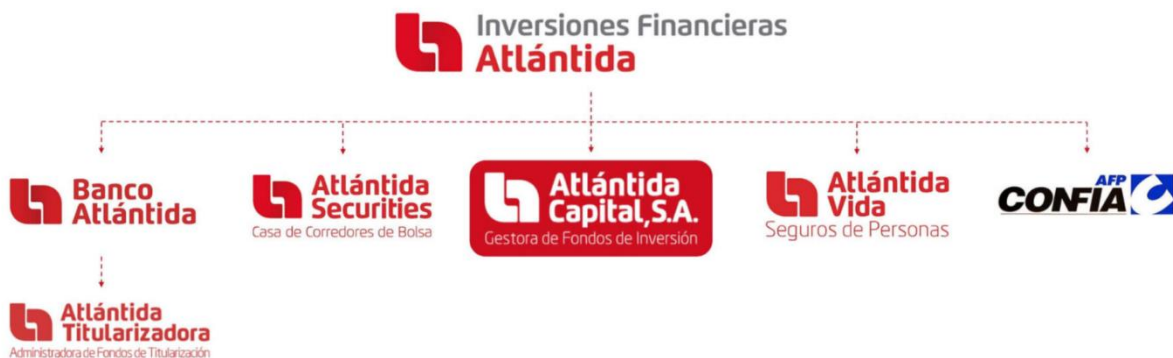 Inversiones Financieras
Atlántida
Banco
Atlántida
Atlántida
Securities
Casa de Corredores de Bolsa
Atlántida
Capital,S.A.
Gestora de Fondos de Inversión
Atlántida
Vida
Seguros de Personas
AFP
CONFIA
Atlántida
Titularizadora
Administradora de Fondos de Titularización